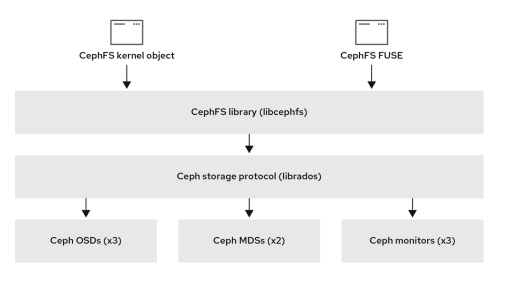 CephFS kernel object
CephFS FUSE
CephFS library (libcephfs)
Ceph storage protocol (librados)
Ceph OSDs (x3)
Ceph MDSs (x2)
Ceph monitors (x3)